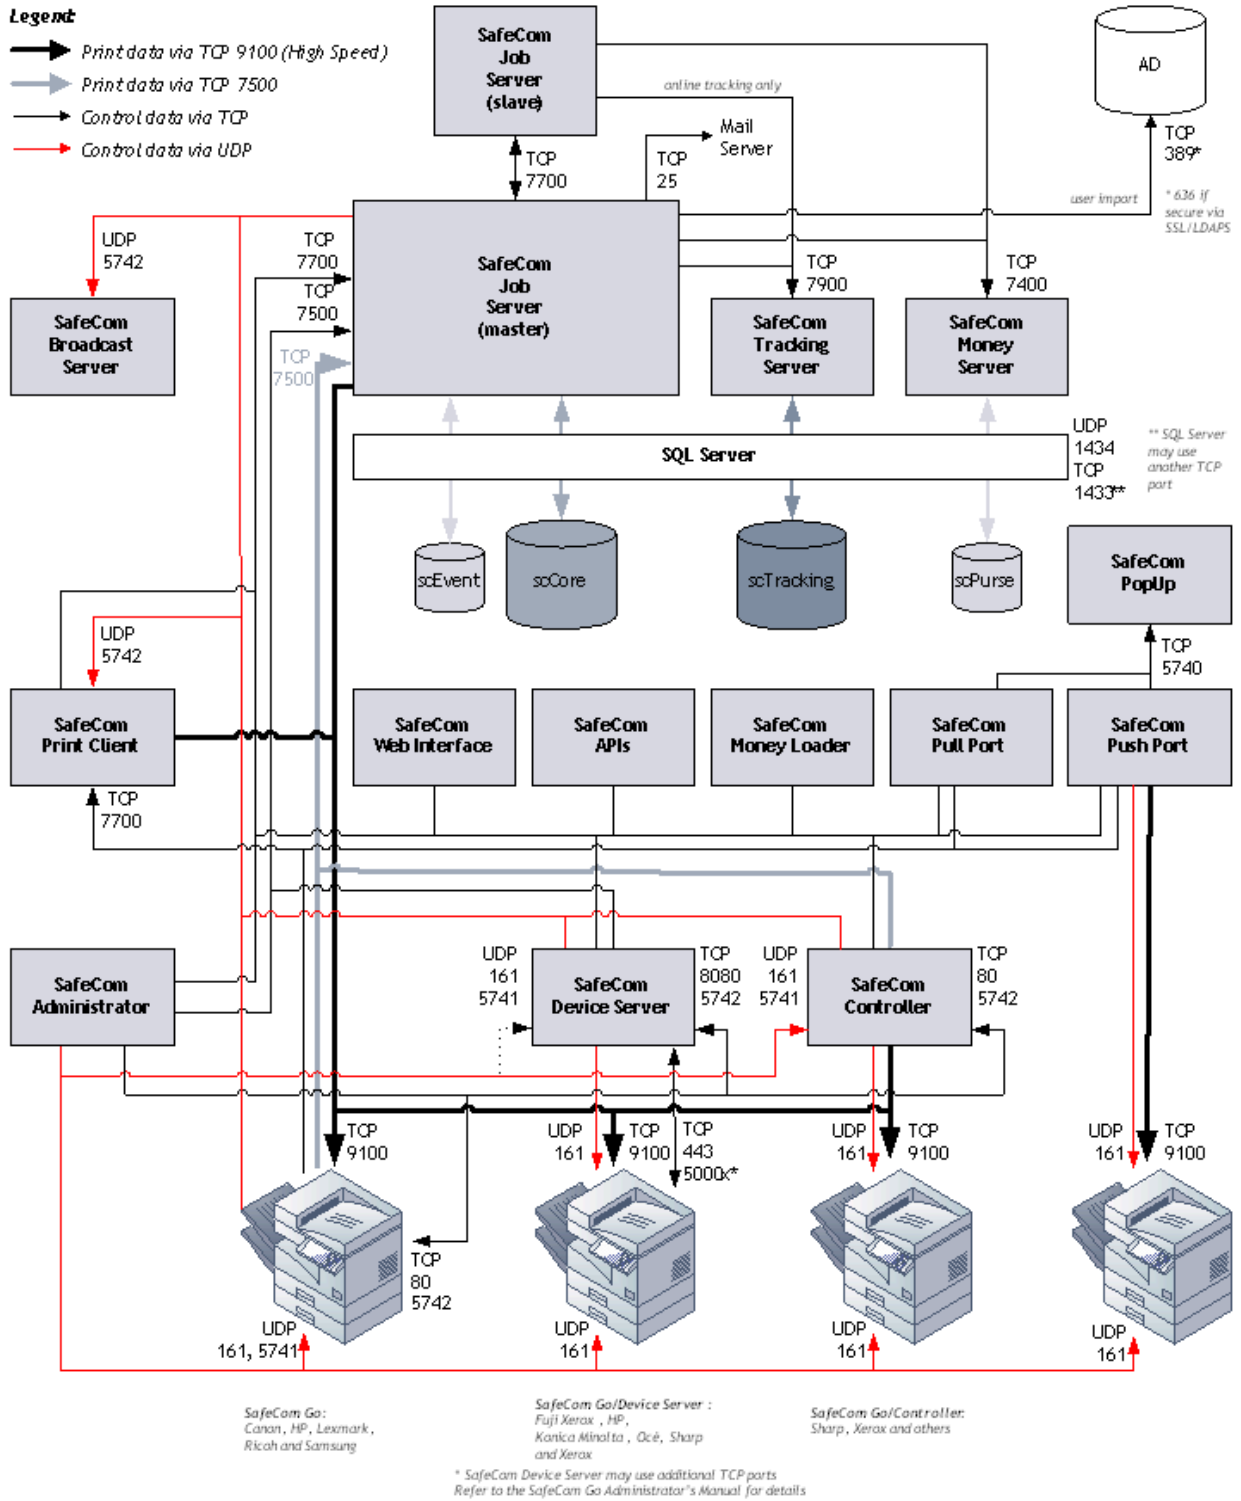 Legend:
Print data via TCP 9100 (High Speed)
Print data via TCP 7500
Control data via TCP
Control data via UDP
SafeCom
Job
Server
(slave)
online tracking only
Mail
Server
AD
TCP
389*
TCP
7700
TCP
25
user import
* 636 if
secure via
SSL/LDAPS
UDP
5742
TCP
7700
TCP
7500
TCP
7500
SafeCom
Job
Server
(master)
TCP
7900
TCP
7400
SafeCom
Broadcast
Server
SafeCom
Tracking
Server
SafeCom
Money
Server
SQL Server
UDP
1434
TCP
1433**
** SQL Server
may use
another TCP
port
scEvent
scCore
scTracking
scPurse
SafeCom
PopUp
UDP
5742
TCP
5740
SafeCom
Print Client
SafeCom
Web Interface
SafeCom
APIs
SafeCom
Money Loader
SafeCom
Pull Port
SafeCom
Push Port
TCP
7700
SafeCom
Administrator
UDP
161
5741
SafeCom
Device Server
TCP
8080
5742
UDP
161
5741
SafeCom
Controller
TCP
80
5742
TCP
9100
UDP
161
TCP
9100
TCP
443
5000x*
UDP
161
TCP
9100
UDP
161
TCP
9100
TCP
80
5742
UDP
161, 5741
UDP
161
UDP
161
UDP
161
SafeCom Go:
Canon, HP, Lexmark,
Ricoh and Samsung
SafeCom Go/Device Server :
Fuji Xerox , HP,
Konica Minolta , Océ, Sharp
and Xerox
SafeCom Go/Controller:
Sharp, Xerox and others
* SafeCom Device Server may use additional TCP ports
Refer to the SafeCom Go Administrator's Manual for details